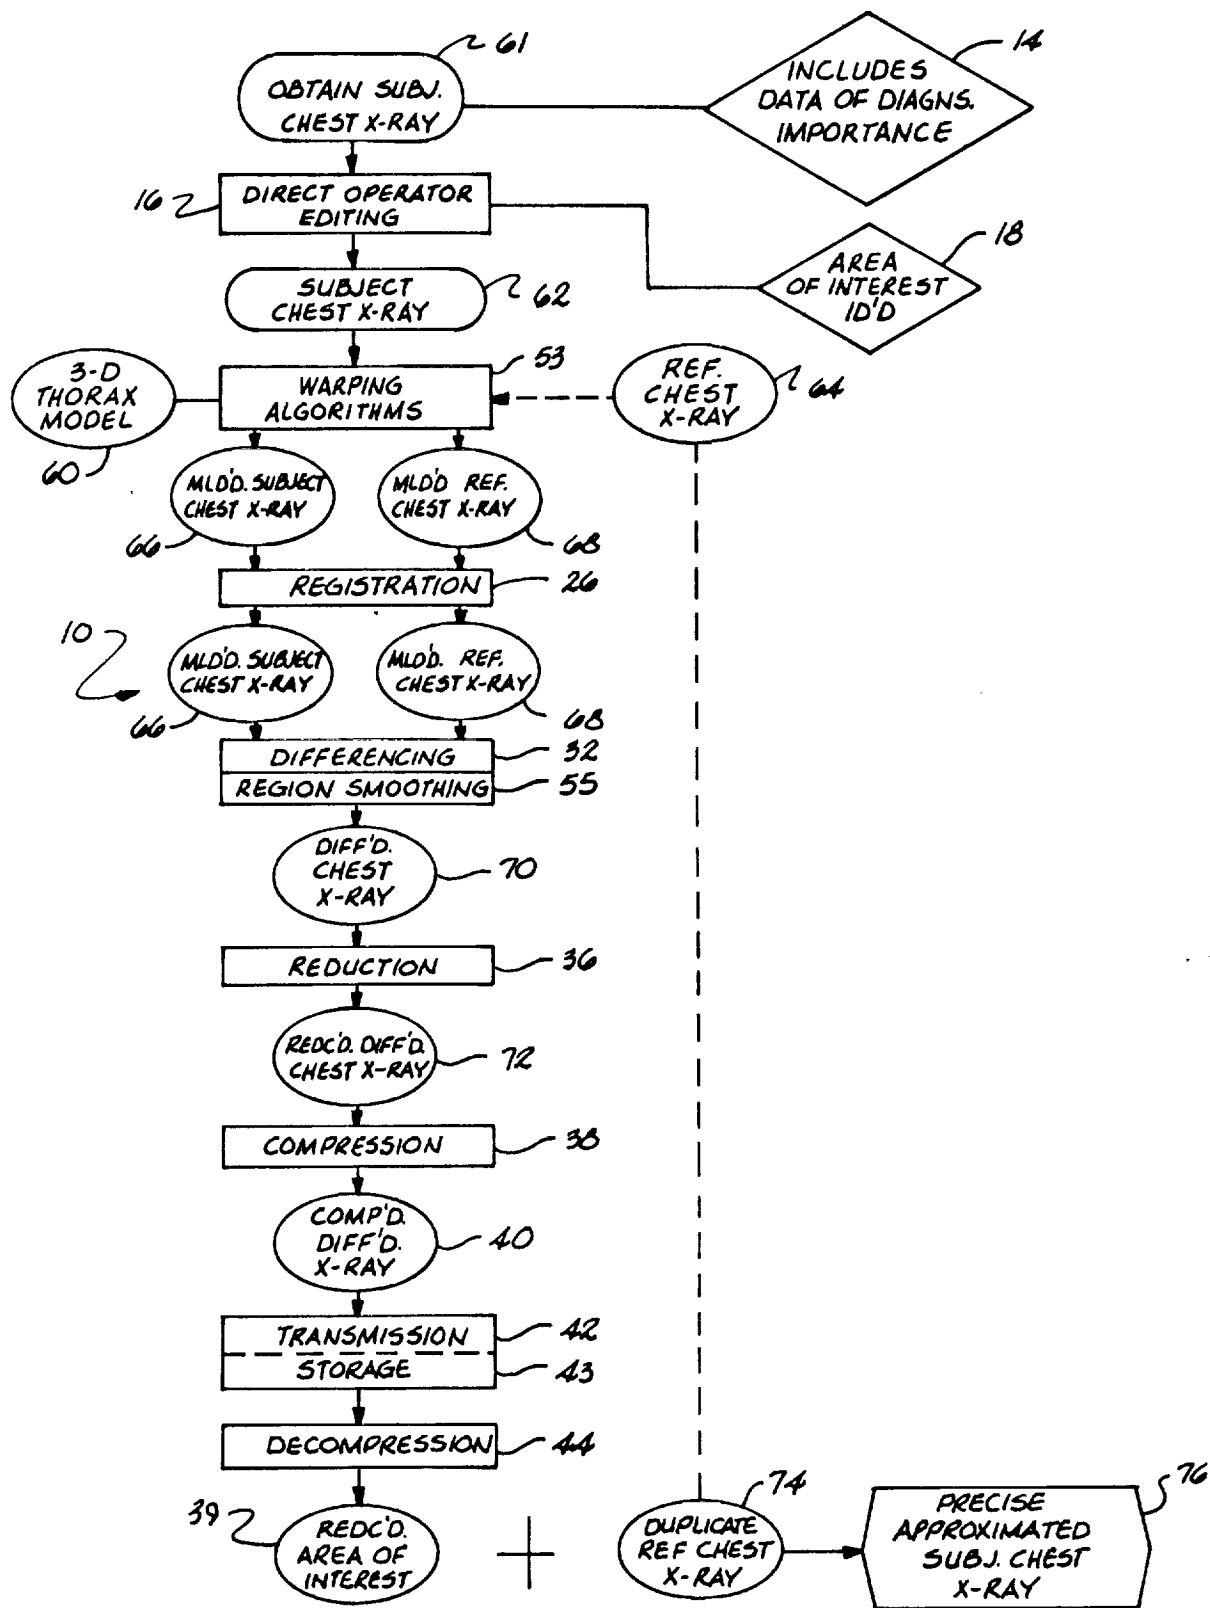 61
OBTAIN SUBJ.
CHEST X-RAY
14
INCLUDES
DATA OF DIAGNS.
IMPORTANCE
16
DIRECT OPERATOR
EDITING
18
AREA
OF INTEREST
ID'D
SUBJECT
CHEST X-RAY
62
3-D
THORAX
MODEL
60
53
WARPING
ALGORITHMS
REF.
CHEST
X-RAY
64
MLD'D. SUBJECT
CHEST X-RAY
66
MLD'D REF.
CHEST X-RAY
68
REGISTRATION
26
10
MLD'D. SUBJECT
CHEST X-RAY
66
MLD'D. REF.
CHEST X-RAY
68
DIFFERENCING
32
REGION SMOOTHING
55
DIFF'D.
CHEST
X-RAY
70
REDUCTION
36
REDC'D. DIFF'D.
CHEST X-RAY
72
COMPRESSION
38
COMP'D.
DIFF'D.
X-RAY
40
TRANSMISSION
42
STORAGE
43
DECOMPRESSION
44
39
REDC'D.
AREA OF
INTEREST
+
74
DUPLICATE
REF CHEST
X-RAY
76
PRECISE
APPROXIMATED
SUBJ. CHEST
X-RAY